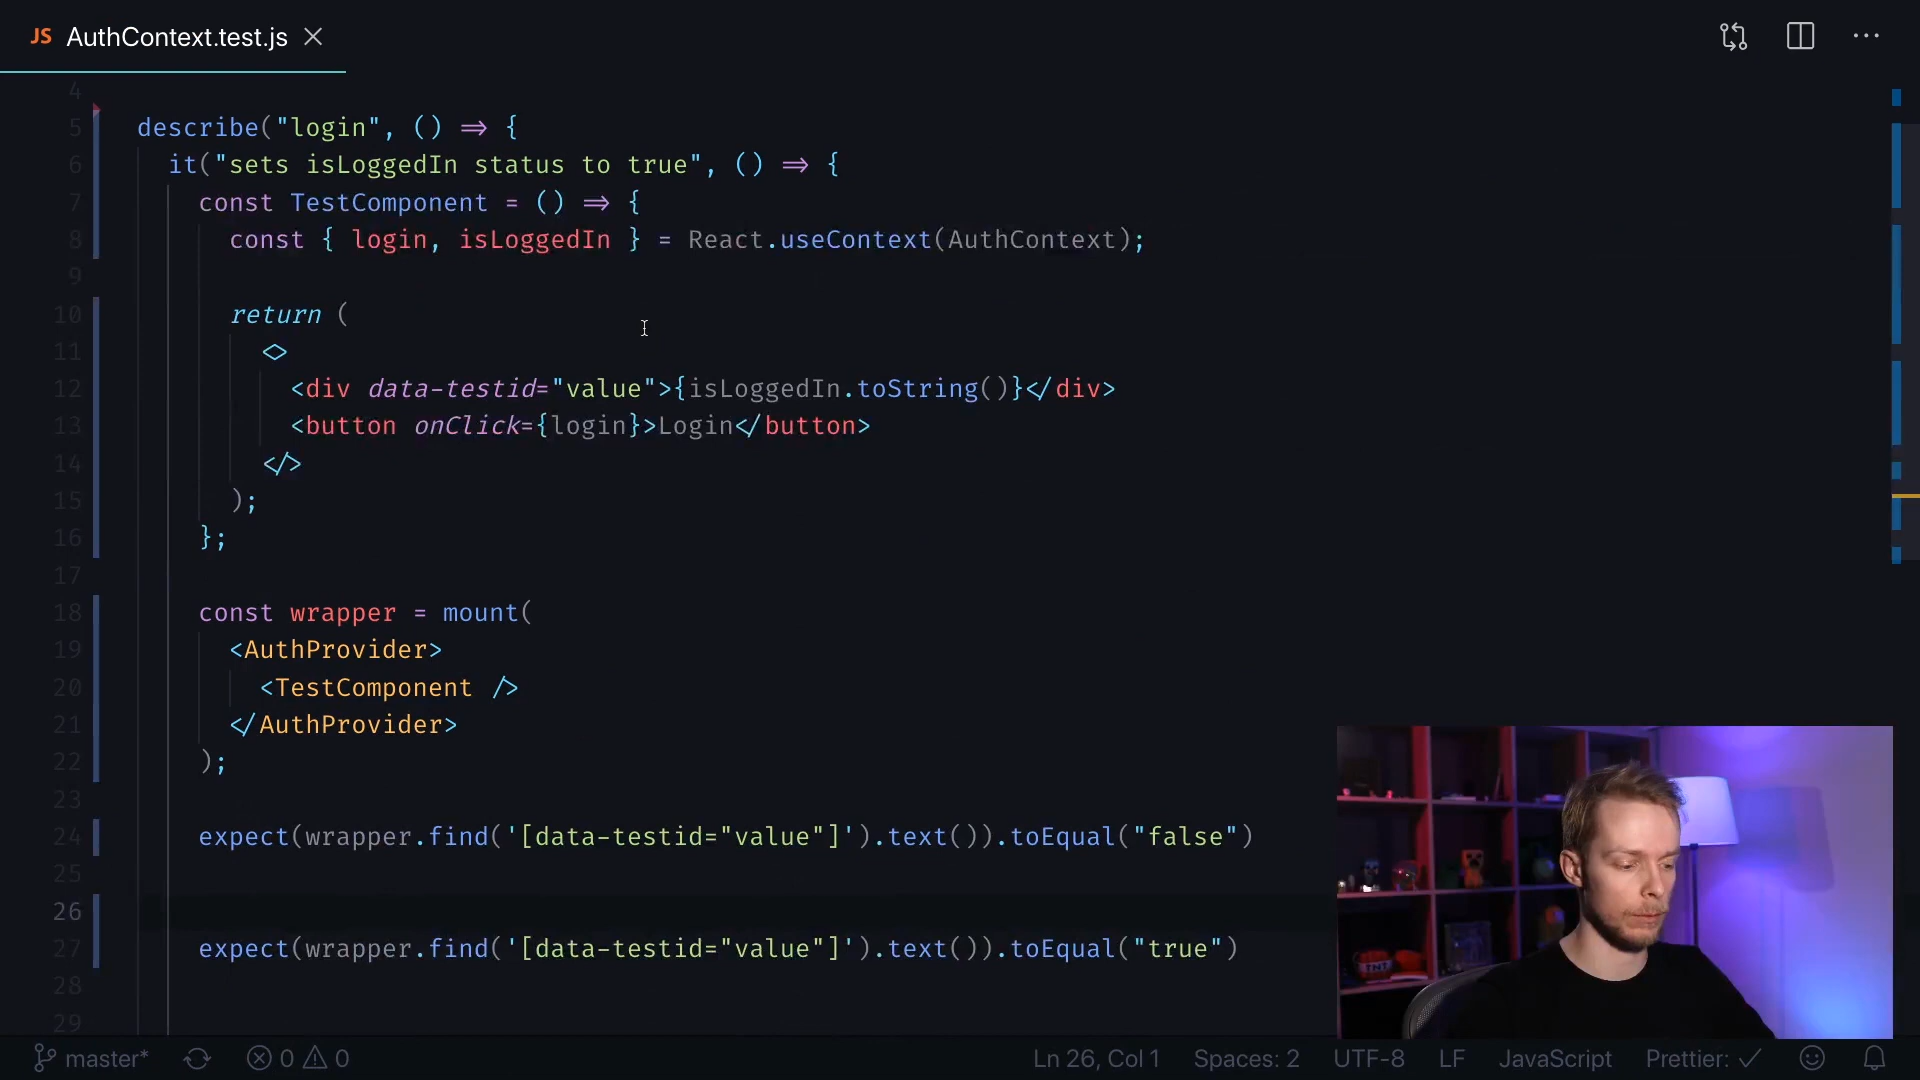 JS AuthContext.test.js
4
5 describe("login", () => {
6 it("sets isLoggedIn status to true", () => {
7 const TestComponent = () => {
8 const { login, isLoggedIn } = React.useContext(AuthContext);
9
10 return (
11 <>
12 <div data-testid="value">{isLoggedIn.toString()}</div>
13 <button onClick={login}>Login</button>
14 </>
15 );
16 };
17
18 const wrapper = mount(
19 <AuthProvider>
20 <TestComponent />
21 </AuthProvider>
22 );
23
24 expect(wrapper.find('[data-testid="value"]').text()).toEqual("false")
25
26
27 expect(wrapper.find('[data-testid="value"]').text()).toEqual("true")
28
29
master* 0 0 Ln 26, Col 1 Spaces: 2 UTF-8 LF JavaScript Prettier: ✓
TNT